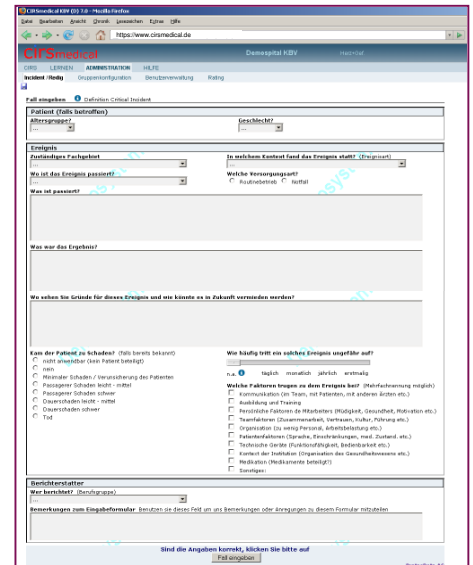 CIRSmedical KBV (D) 7.0 - Mozilla Firefox
Datei Bearbeiten Ansicht Chronik Lesezeichen Extras Hilfe
https://www.cirsmedical.de
CIRSmedical
Demospital KBV
CIRS LERNEN ADMINISTRATION HILFE
Incident /Redig Gruppenkonfiguration Benutzerverwaltung Rating
Fall eingeben Definition Critical Incident
Patient (falls betroffen)
Altersgruppe? Geschlecht?
... ...
Ereignis
Zuständiges Fachgebiet In welchem Kontext fand das Ereignis statt? (Ereignisart)
... ...
Wo ist das Ereignis passiert? Welche Versorgungsart?
... Routinebetrieb Notfall
Was ist passiert?
Was war das Ergebnis?
Wo sehen Sie Gründe für dieses Ereignis und wie könnte es in Zukunft vermieden werden?
Kam der Patient zu Schaden? (falls bereits bekannt) Wie häufig tritt ein solches Ereignis ungefähr auf?
nicht anwendbar (kein Patient beteiligt)
nein
Minimaler Schaden / Verunsicherung des Patienten
Passagerer Schaden leicht - mittel
Passagerer Schaden schwer
Dauerschaden leicht - mittel
Dauerschaden schwer
Tod
n.a. täglich monatlich jährlich erstmalig
Welche Faktoren trugen zu dem Ereignis bei? (Mehrfachnennung möglich)
Kommunikation (im Team, mit Patienten, mit anderen Ärzten etc.)
Ausbildung und Training
Persönliche Faktoren de Mitarbeiters (Müdigkeit, Gesundheit, Motivation etc.)
Teamfaktoren (Zusammenarbeit, Vertrauen, Kultur, Führung etc.)
Organisation (zu wenig Personal, Arbeitsbelastung etc.)
Patientenfaktoren (Sprache, Einschränkungen, med. Zustand. etc.)
Technische Geräte (Funktionsfähigkeit, Bedienbarkeit etc.)
Kontext der Institution (Organisation des Gesundheitswesens etc.)
Medikation (Medikamente beteiligt?)
Sonstiges:
Berichterstatter
Wer berichtet? (Berufsgruppe)
...
Bemerkungen zum Eingabeformular Benutzen sie dieses Feld um uns Bemerkungen oder Anregungen zu diesem Formular mitzuteilen
Sind die Angaben korrekt, klicken Sie bitte auf
Fall eingeben